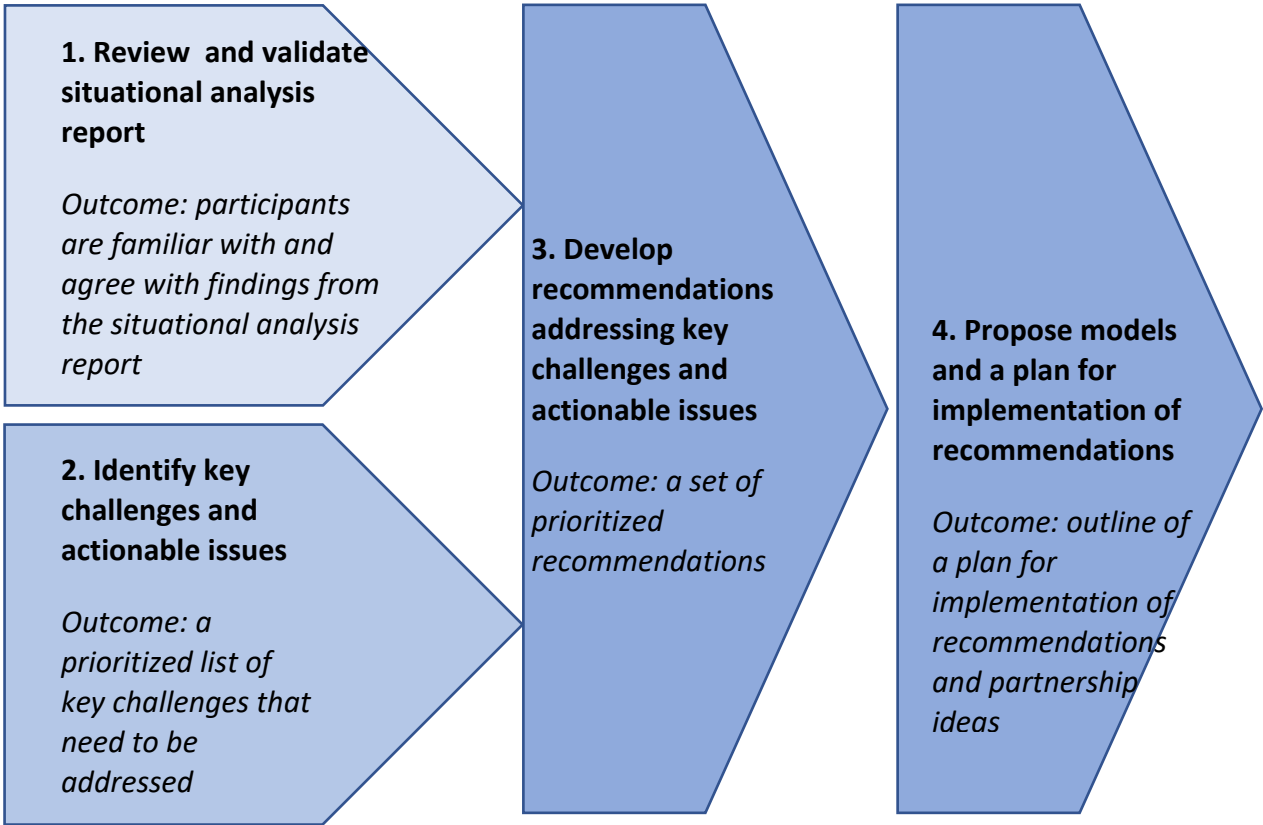 1. Review  and validate
situational analysis
report
Outcome: participants
are familiar with and
agree with findings from
the situational analysis
report
2. Identify key
challenges and
actionable issues
Outcome: a
prioritized list of
key challenges that
need to be
addressed
3. Develop
recommendations
addressing key
challenges and
actionable issues
Outcome: a set of
prioritized
recommendations
4. Propose models
and a plan for
implementation of
recommendations
Outcome: outline of
a plan for
implementation of
recommendations
and partnership
ideas